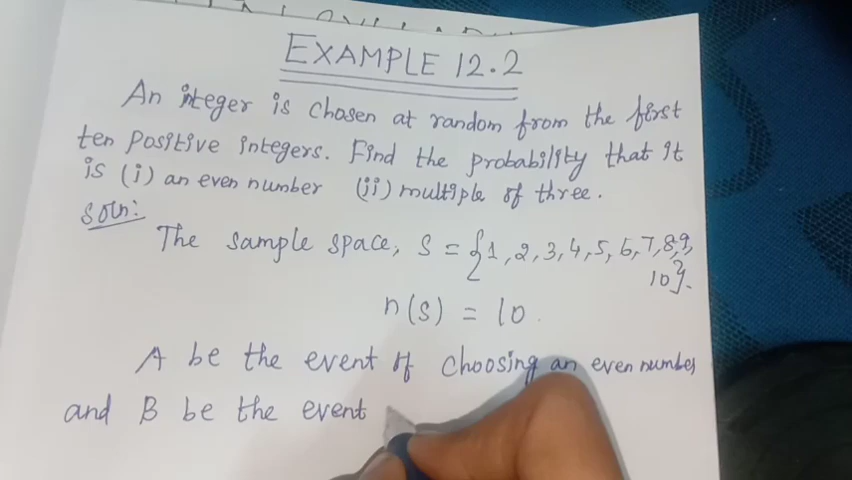 EXAMPLE 12.2
An integer is chosen at random from the first
ten positive integers. Find the probability that it
is (i) an even number (ii) multiple of three.
Soln:
The sample space, S = {1, 2, 3, 4, 5, 6, 7, 8, 9,
10}.
n(S) = 10.
A be the event of choosing an even number
and B be the event